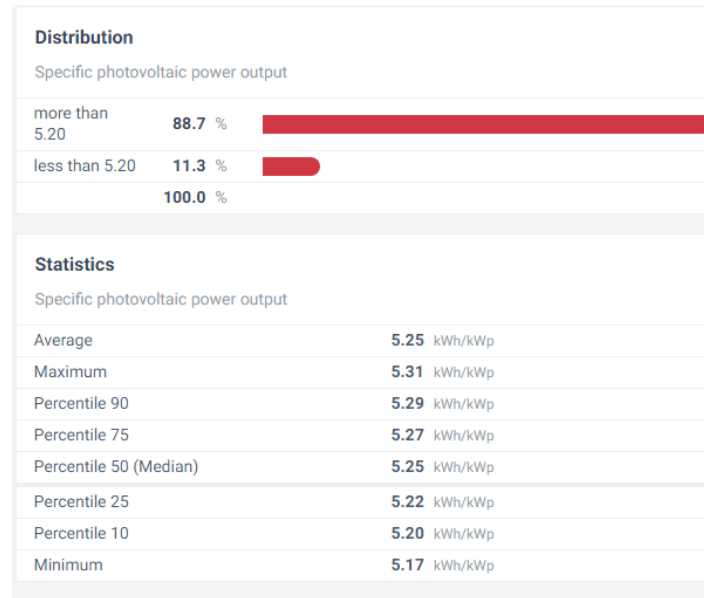 Distribution
Specific photovoltaic power output
more than
5.20 88.7 %
less than 5.20 11.3 %
100.0 %
Statistics
Specific photovoltaic power output
Average 5.25 kWh/kWp
Maximum 5.31 kWh/kWp
Percentile 90 5.29 kWh/kWp
Percentile 75 5.27 kWh/kWp
Percentile 50 (Median) 5.25 kWh/kWp
Percentile 25 5.22 kWh/kWp
Percentile 10 5.20 kWh/kWp
Minimum 5.17 kWh/kWp